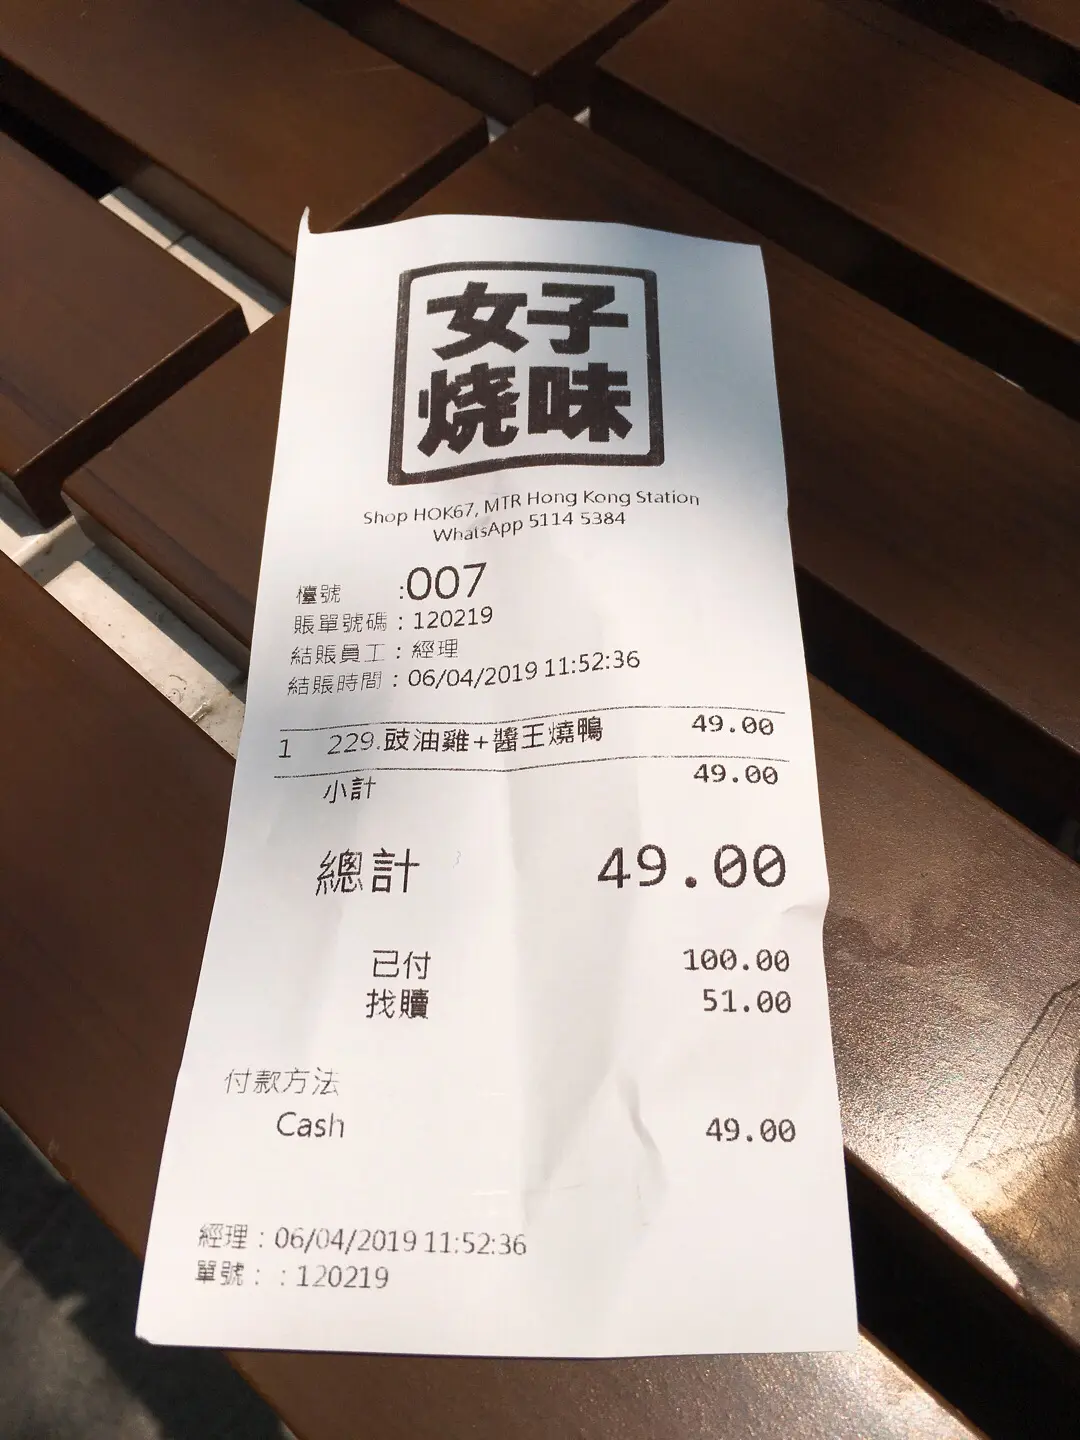 女子
烧味
Shop HOK67, MTR Hong Kong Station
WhatsApp 5114 5384
檯號 :007
賬單號碼 : 120219
結賬員工 : 經理
結賬時間 : 06/04/2019 11:52:36
1 229.豉油雞+醬王燒鴨 49.00
小計 49.00
總計 49.00
已付 100.00
找贖 51.00
付款方法
Cash 49.00
經理 : 06/04/2019 11:52:36
單號 : : 120219